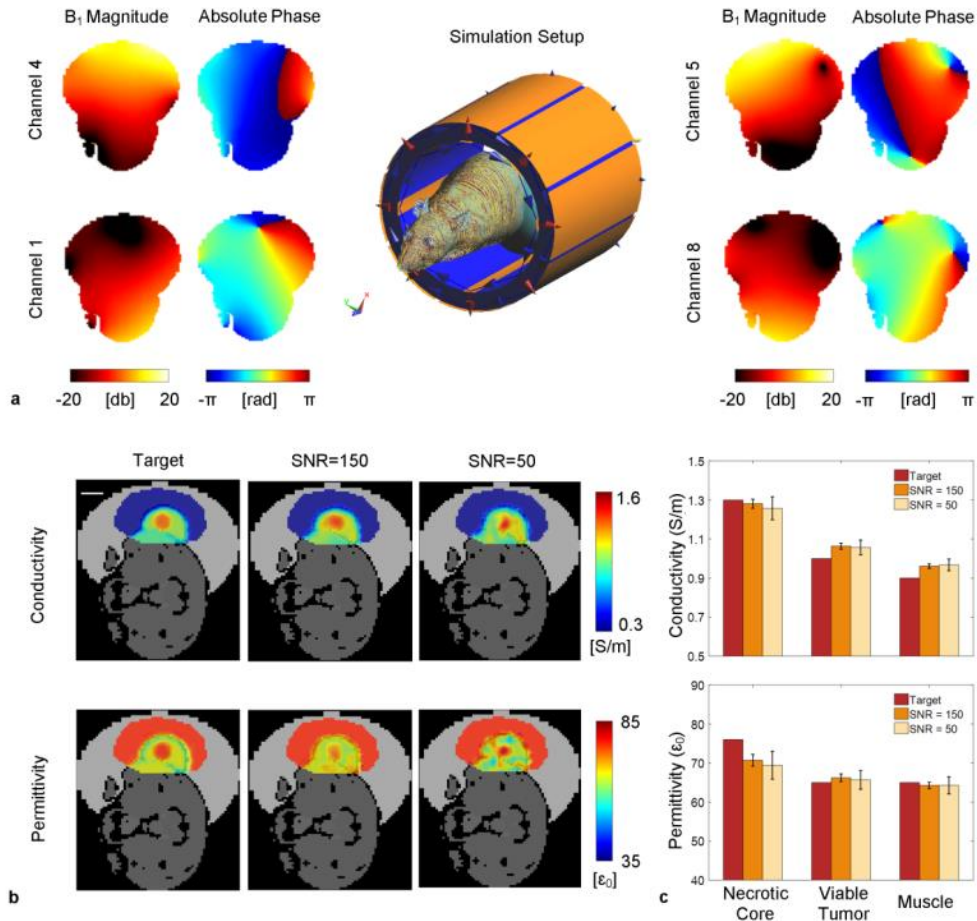 B1 Magnitude Absolute Phase
Simulation Setup
B1 Magnitude Absolute Phase
Channel 4
Channel 5
Channel 1
Channel 8
-20 [db] 20
-π [rad] π
-20 [db] 20
-π [rad] π
a
Target SNR=150 SNR=50
Conductivity
1.6
0.3
[S/m]
Permittivity
85
35
[ε0]
b
Conductivity (S/m)
1.5
1.3
1.1
0.9
0.7
0.5
Target
SNR = 150
SNR = 50
Permittivity (ε0)
90
80
70
60
50
40
Target
SNR = 150
SNR = 50
Necrotic
Core
Viable
Tumor
Muscle
c